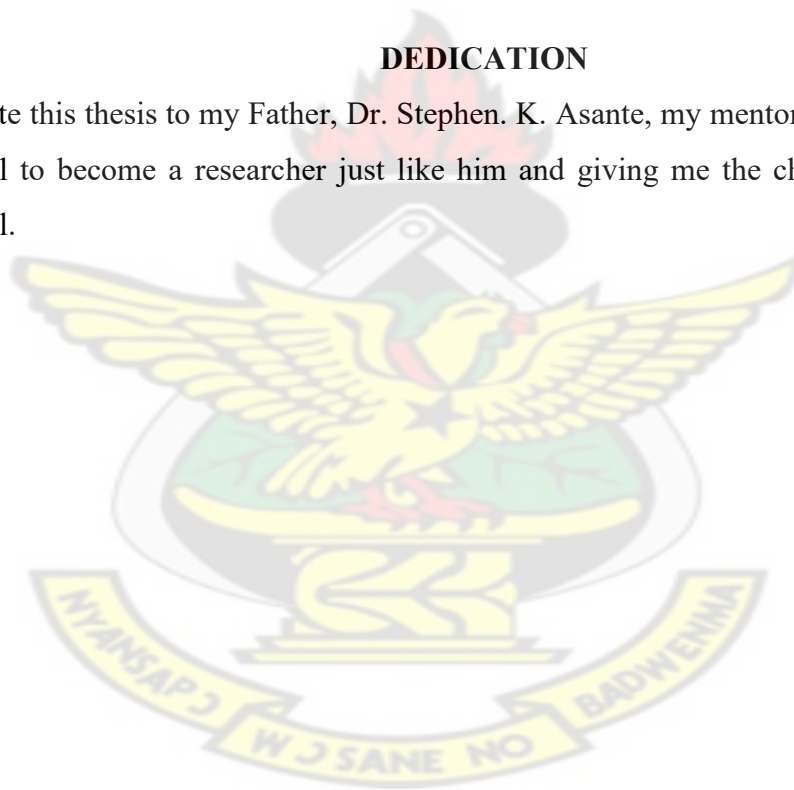 DEDICATION
te this thesis to my Father, Dr. Stephen. K. Asante, my mentor
l to become a researcher just like him and giving me the ch
l.
NYANSAPƆ
WƆSANE NO
BADWENMA